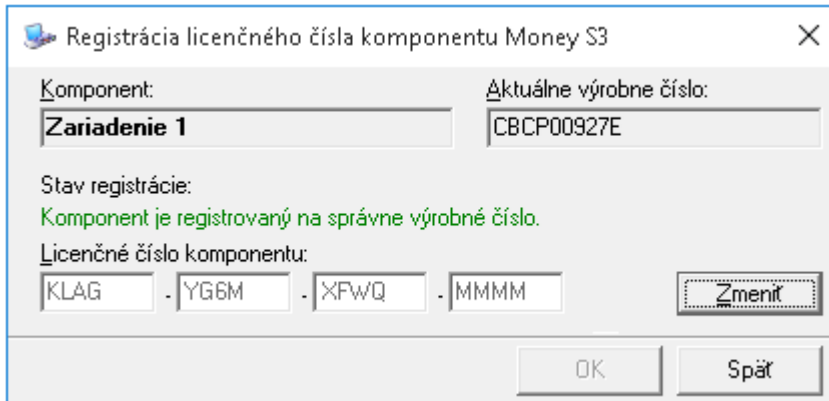 Registrácia licenčného čísla komponentu Money S3
Komponent: Aktuálne výrobne číslo:
Zariadenie 1 CBCP00927E
Stav registrácie:
Komponent je registrovaný na správne výrobné číslo.
Licenčné číslo komponentu:
KLAG - YG6M - XFWQ - MMMM Zmeniť
OK Späť